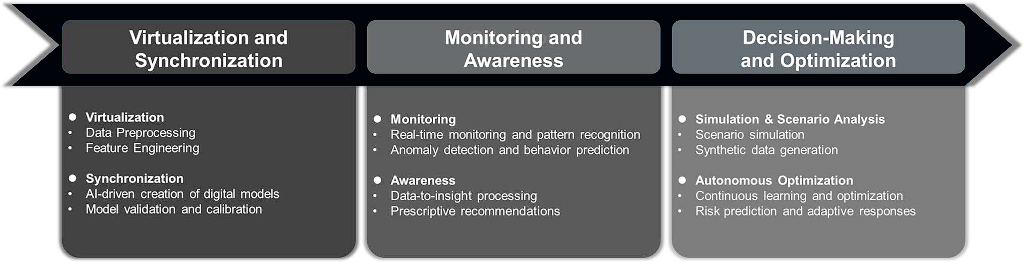 Virtualization and
Synchronization
● Virtualization
• Data Preprocessing
• Feature Engineering
● Synchronization
• AI-driven creation of digital models
• Model validation and calibration
Monitoring and
Awareness
● Monitoring
• Real-time monitoring and pattern recognition
• Anomaly detection and behavior prediction
● Awareness
• Data-to-insight processing
• Prescriptive recommendations
Decision-Making
and Optimization
● Simulation & Scenario Analysis
• Scenario simulation
• Synthetic data generation
● Autonomous Optimization
• Continuous learning and optimization
• Risk prediction and adaptive responses